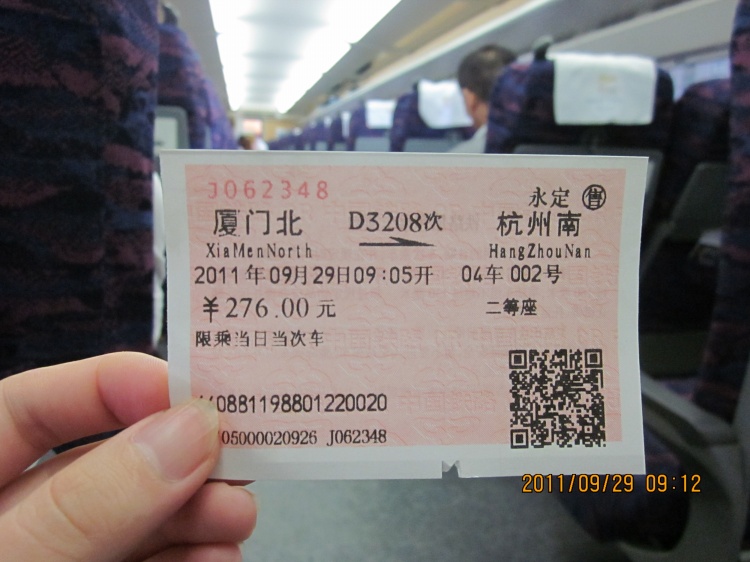 J062348
永定 售
厦门北 D3208次 杭州南
XiaMenNorth HangZhouNan
2011年09月29日09:05开 04车 002号
¥276.00元 二等座
限乘当日当次车
0881198801220020
05000020926 J062348
2011/09/29 09:12